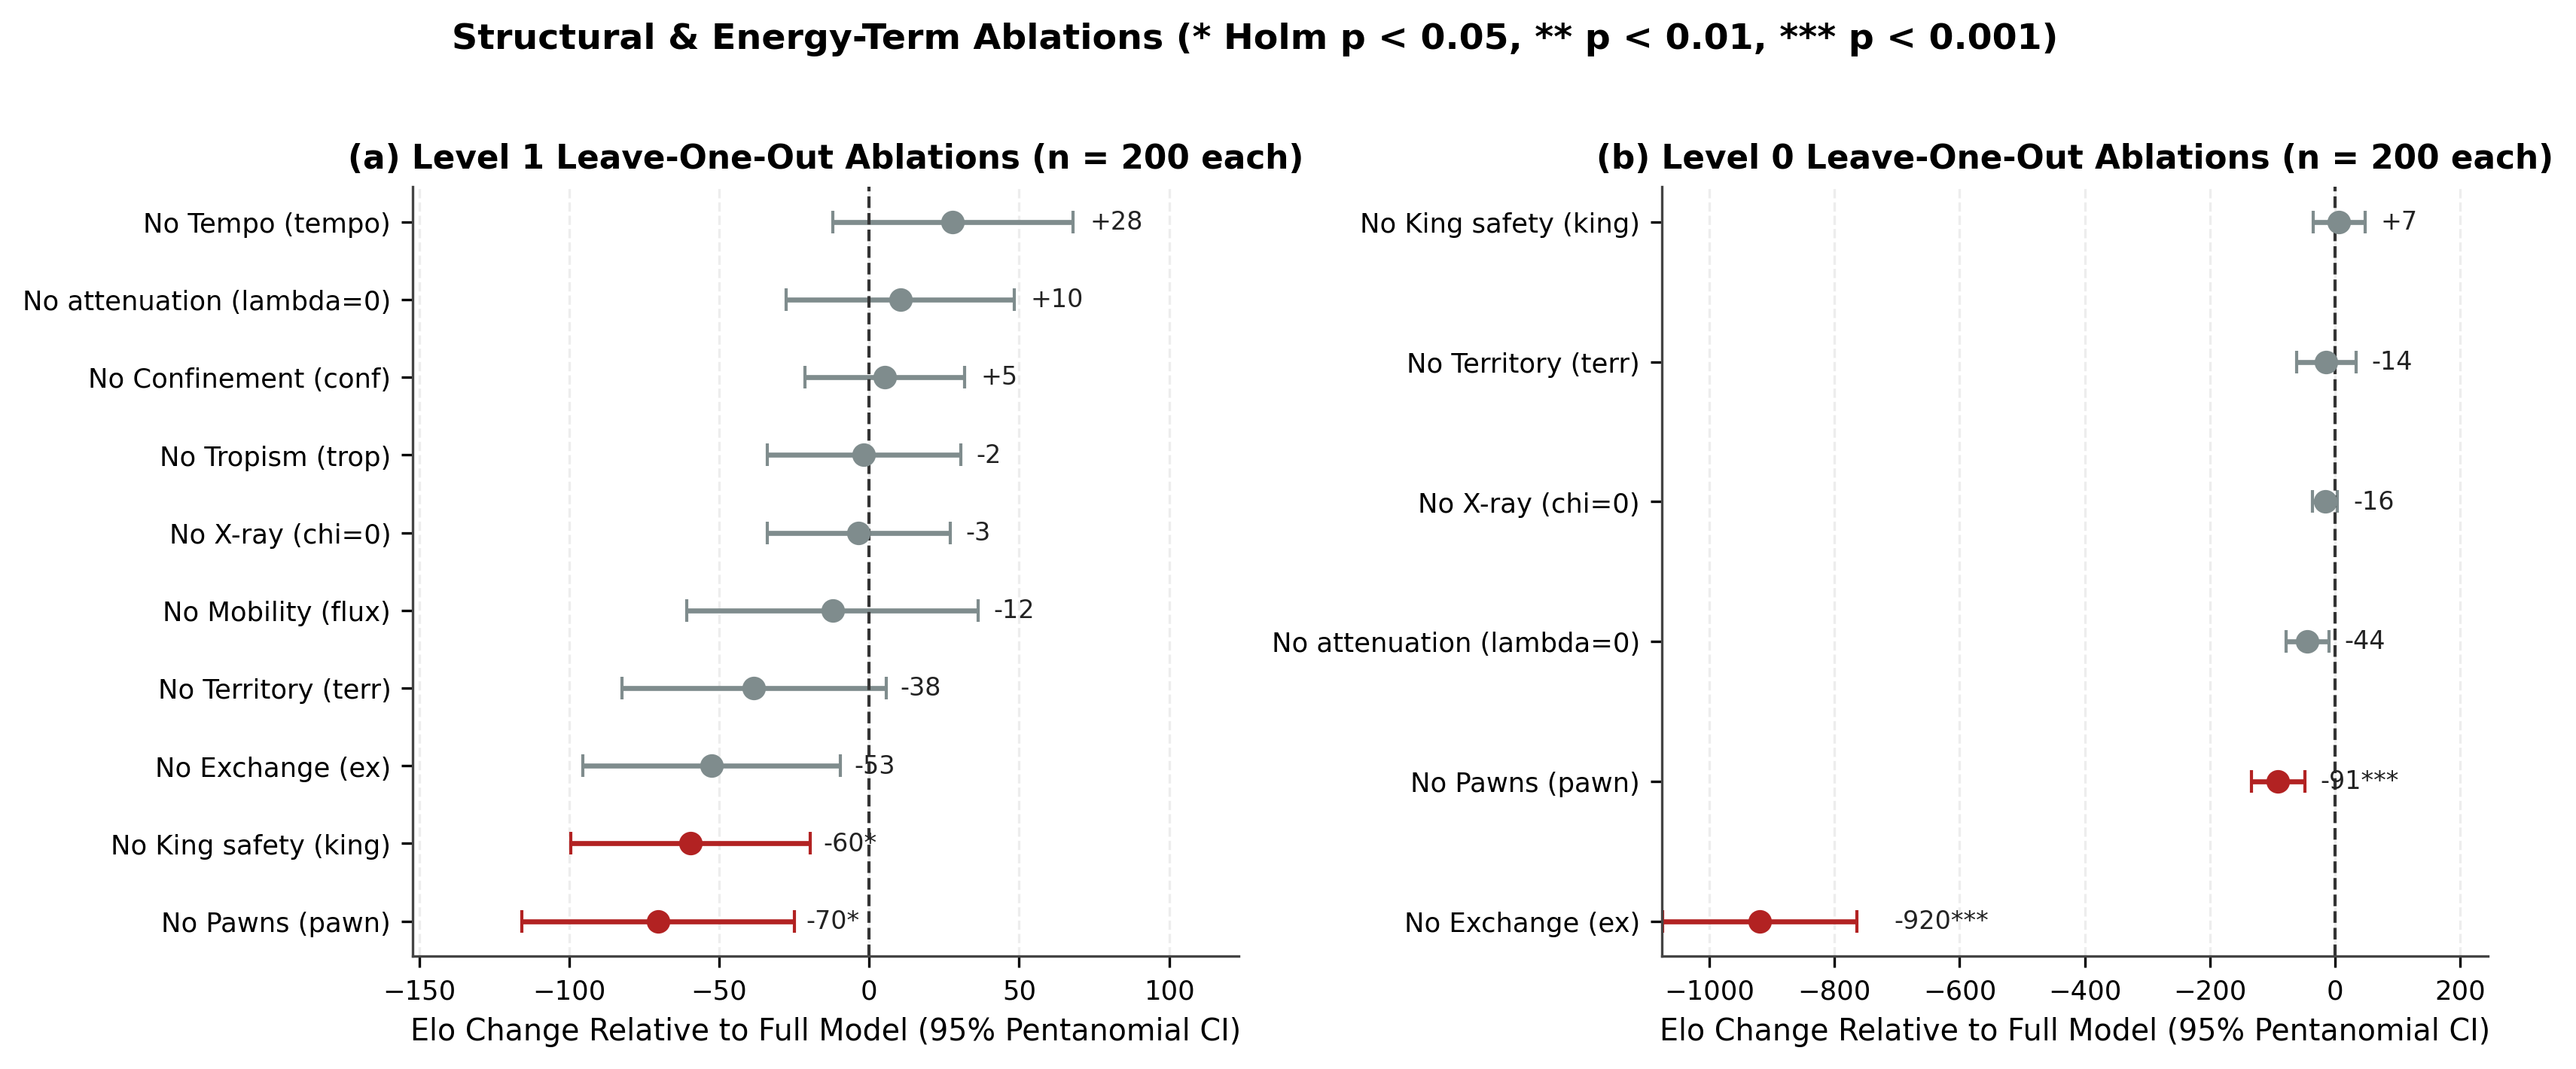 Structural & Energy-Term Ablations (* Holm p < 0.05, ** p < 0.01, *** p < 0.001)
(a) Level 1 Leave-One-Out Ablations (n = 200 each)
No Tempo (tempo) +28
No attenuation (lambda=0) +10
No Confinement (conf) +5
No Tropism (trop) -2
No X-ray (chi=0) -3
No Mobility (flux) -12
No Territory (terr) -38
No Exchange (ex) -53
No King safety (king) -60*
No Pawns (pawn) -70*
−150 −100 −50 0 50 100
Elo Change Relative to Full Model (95% Pentanomial CI)
(b) Level 0 Leave-One-Out Ablations (n = 200 each)
No King safety (king) +7
No Territory (terr) -14
No X-ray (chi=0) -16
No attenuation (lambda=0) -44
No Pawns (pawn) -91***
No Exchange (ex) -920***
−1000 −800 −600 −400 −200 0 200
Elo Change Relative to Full Model (95% Pentanomial CI)